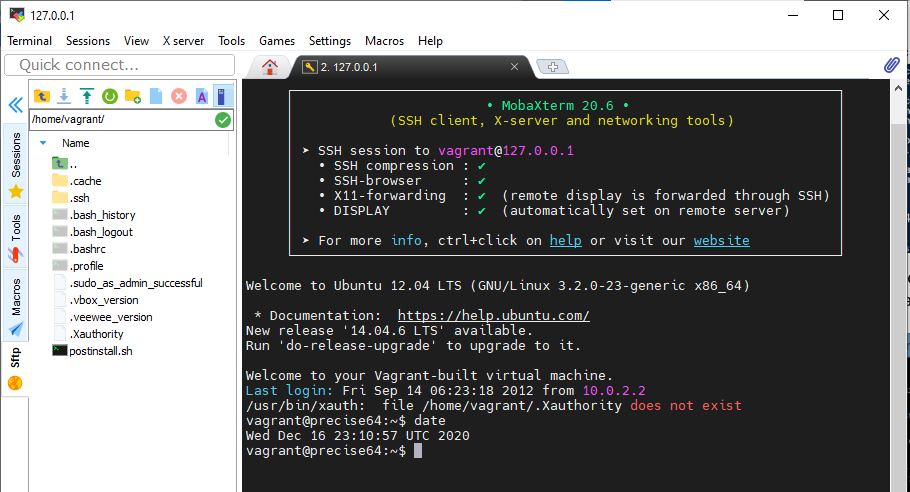 127.0.0.1
Terminal Sessions View X server Tools Games Settings Macros Help
Quick connect...
2. 127.0.0.1
/home/vagrant/
Name
..
.cache
.ssh
.bash_history
.bash_logout
.bashrc
.profile
.sudo_as_admin_successful
.vbox_version
.veewee_version
.Xauthority
postinstall.sh
Sessions
Tools
Macros
Sftp
• MobaXterm 20.6 •
(SSH client, X-server and networking tools)
➤ SSH session to vagrant@127.0.0.1
• SSH compression : ✔
• SSH-browser : ✔
• X11-forwarding : ✔ (remote display is forwarded through SSH)
• DISPLAY : ✔ (automatically set on remote server)
➤ For more info, ctrl+click on help or visit our website
Welcome to Ubuntu 12.04 LTS (GNU/Linux 3.2.0-23-generic x86_64)
* Documentation: https://help.ubuntu.com/
New release '14.04.6 LTS' available.
Run 'do-release-upgrade' to upgrade to it.
Welcome to your Vagrant-built virtual machine.
Last login: Fri Sep 14 06:23:18 2012 from 10.0.2.2
/usr/bin/xauth: file /home/vagrant/.Xauthority does not exist
vagrant@precise64:~$ date
Wed Dec 16 23:10:57 UTC 2020
vagrant@precise64:~$